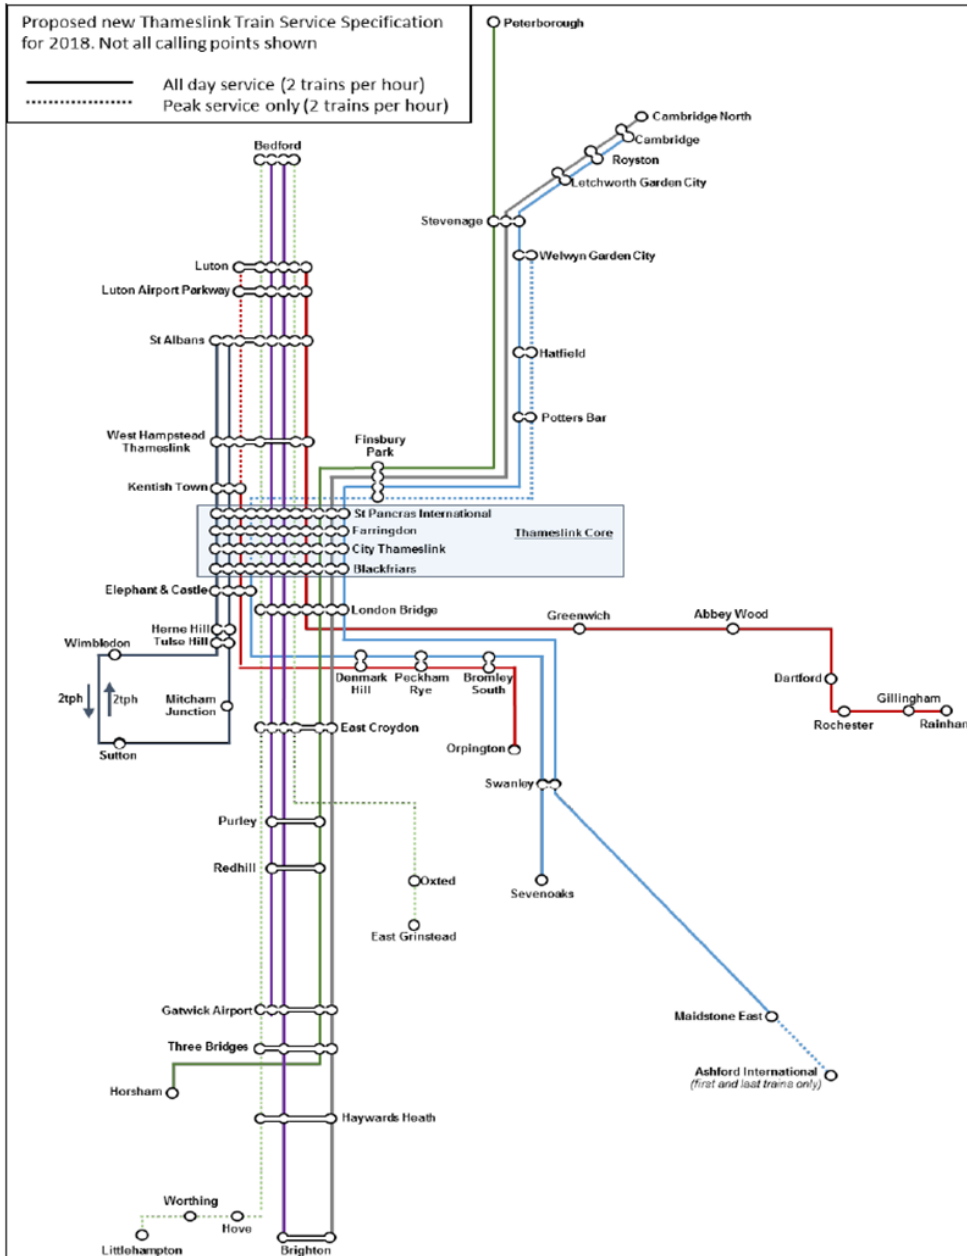 Proposed new Thameslink Train Service Specification
for 2018. Not all calling points shown
All day service (2 trains per hour)
Peak service only (2 trains per hour)
Peterborough
Cambridge North
Cambridge
Royston
Letchworth Garden City
Bedford
Stevenage
Welwyn Garden City
Luton
Luton Airport Parkway
St Albans
Hatfield
Potters Bar
West Hampstead
Thameslink
Finsbury
Park
Kentish Town
St Pancras International
Farringdon
Thameslink Core
City Thameslink
Blackfriars
Elephant & Castle
London Bridge
Greenwich
Abbey Wood
Herne Hill
Tulse Hill
Wimbledon
Denmark
Hill
Peckham
Rye
Bromley
South
Dartford
2tph
2tph
Mitcham
Junction
Gillingham
Rochester
Rainham
East Croydon
Orpington
Sutton
Swanley
Purley
Redhill
Oxted
Sevenoaks
East Grinstead
Gatwick Airport
Maidstone East
Three Bridges
Ashford International
(first and last trains only)
Horsham
Haywards Heath
Worthing
Hove
Littlehampton
Brighton